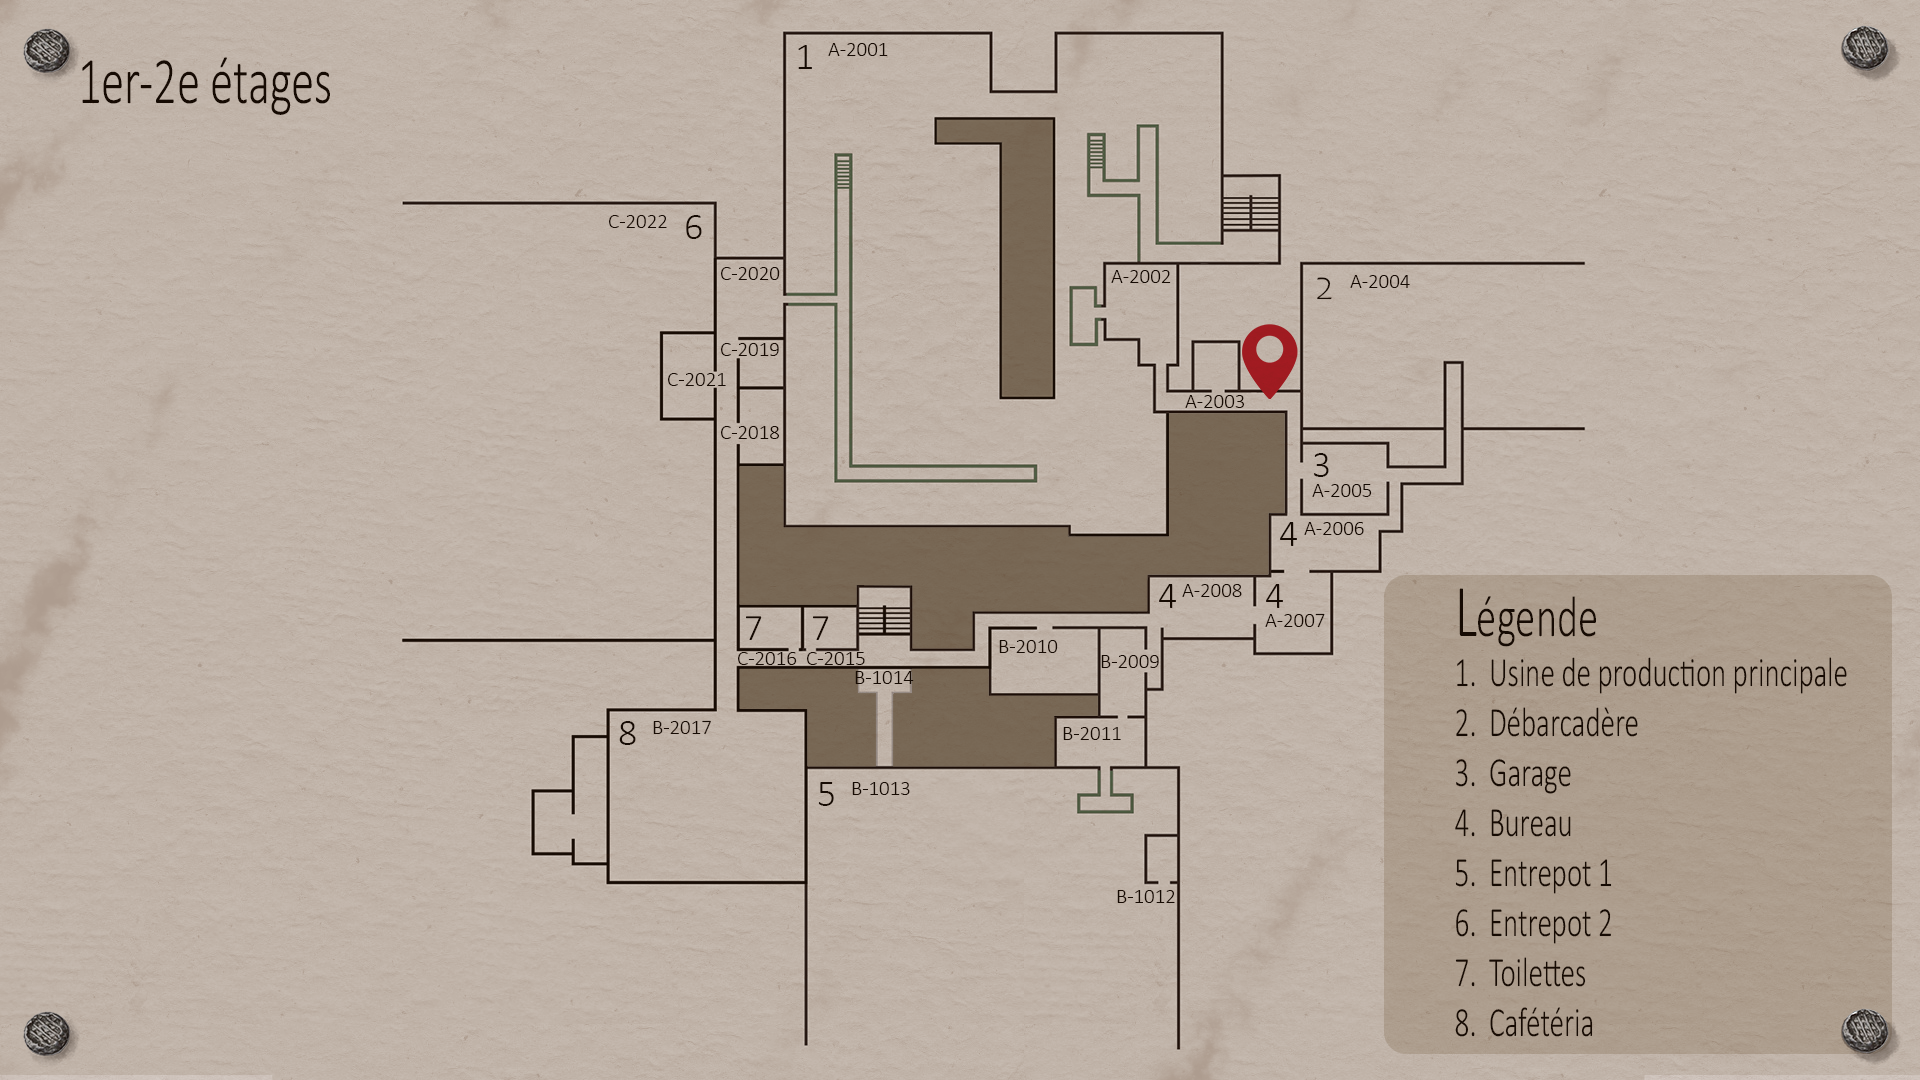 1er-2e étages
1 A-2001
C-2022 6
C-2020
A-2002
2 A-2004
C-2019
C-2021
A-2003
C-2018
3
A-2005
4 A-2006
4 A-2008
4
A-2007
7
7
C-2016
C-2015
B-2010
B-2009
B-1014
8 B-2017
B-2011
5 B-1013
B-1012
Légende
1. Usine de production principale
2. Débarcadère
3. Garage
4. Bureau
5. Entrepot 1
6. Entrepot 2
7. Toilettes
8. Cafétéria